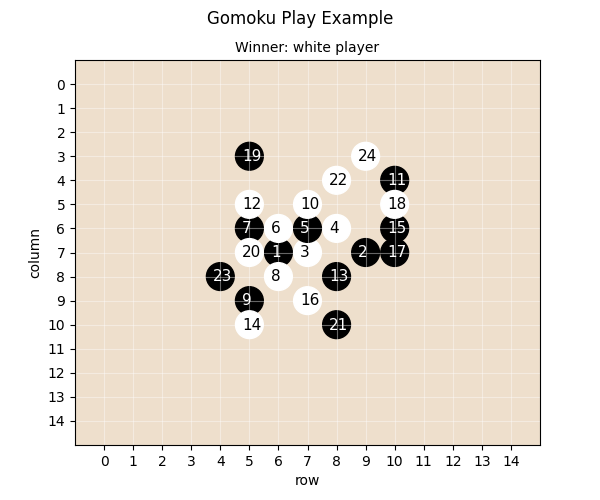 Gomoku Play Example
Winner: white player
0
1
2
3 19 24
4 22 11
5 12 10 18
6 7 6 5 4 15
column
7 20 1 3 2 17
8 23 8 13
9 9 16
10 14 21
11
12
13
14
0 1 2 3 4 5 6 7 8 9 10 11 12 13 14
row